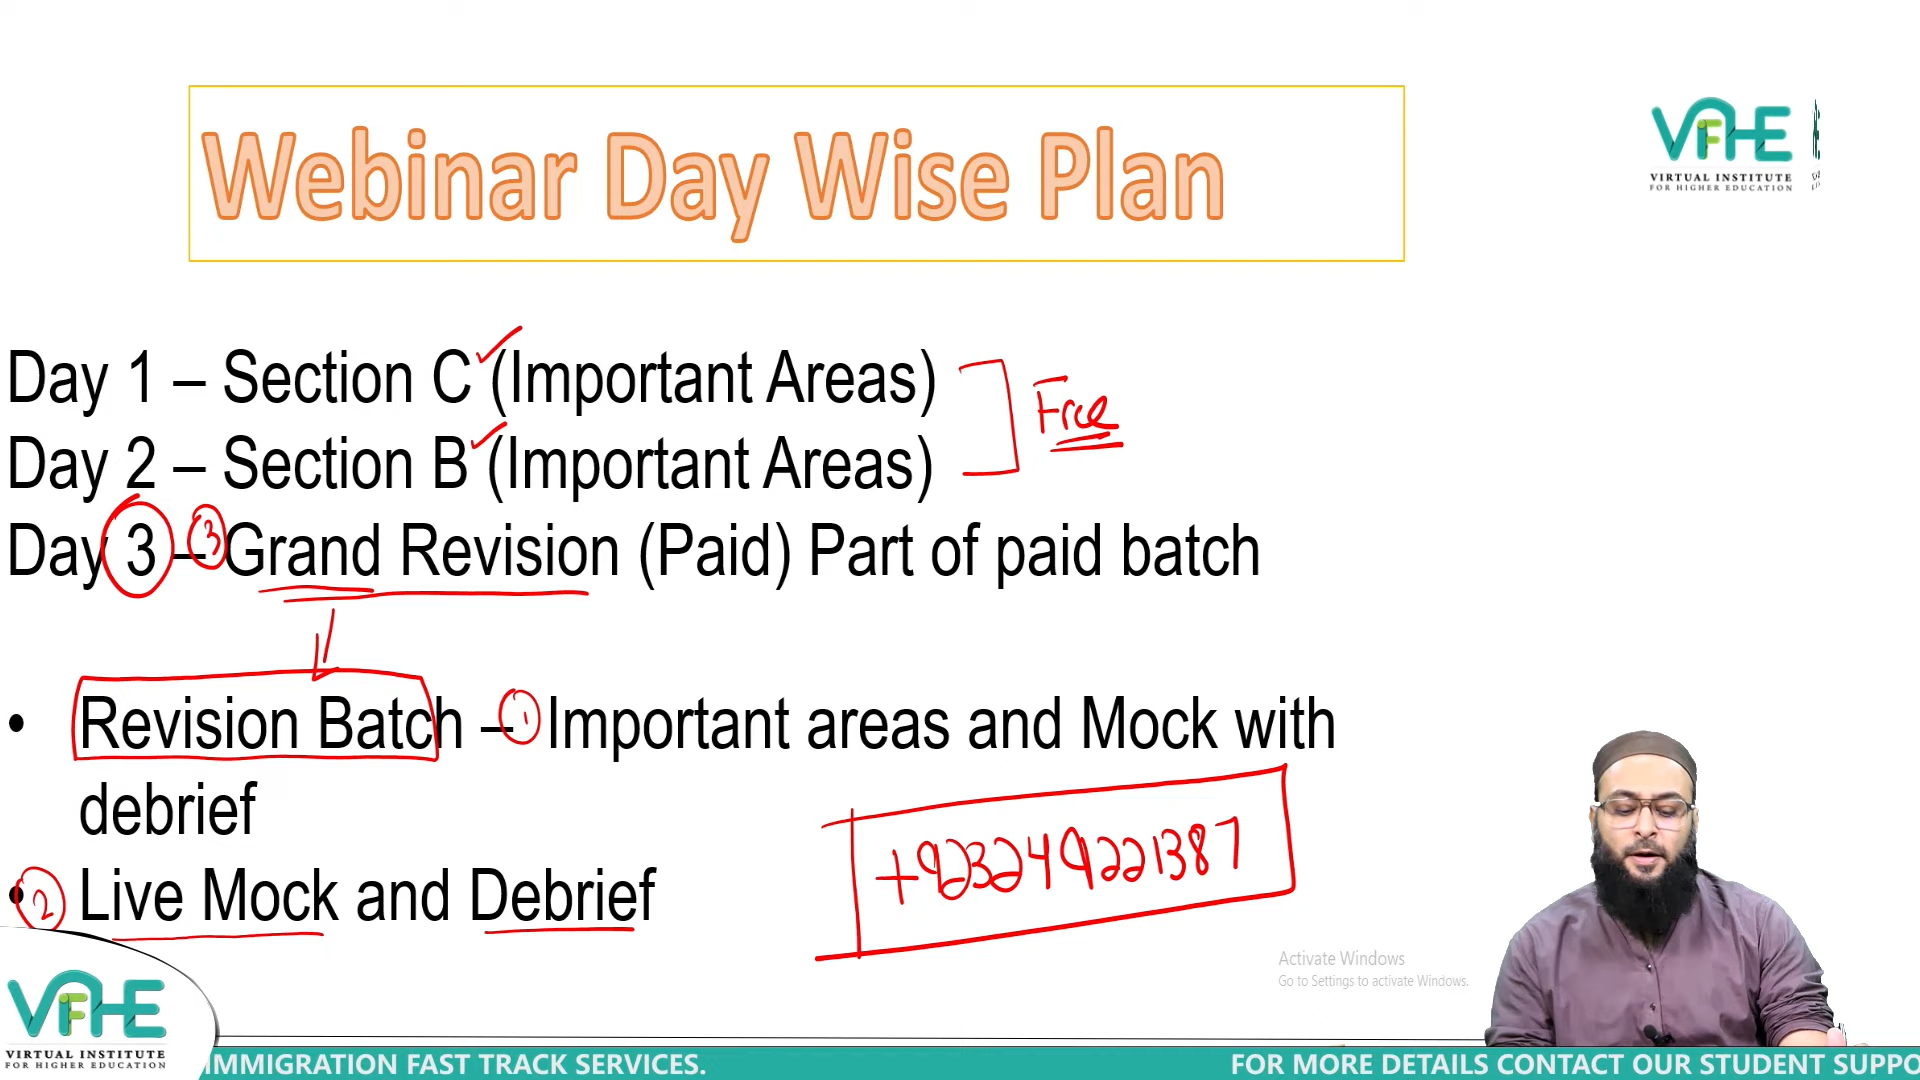 Webinar Day Wise Plan
VIFHE
VIRTUAL INSTITUTE
FOR HIGHER EDUCATION
Day 1 – Section C (Important Areas)
Free
Day 2 – Section B (Important Areas)
Day 3 – ③ Grand Revision (Paid) Part of paid batch
• Revision Batch – ① Important areas and Mock with
debrief
+923249221387
• ② Live Mock and Debrief
Activate Windows
Go to Settings to activate Windows.
VIFHE
VIRTUAL INSTITUTE
FOR HIGHER EDUCATION
IMMIGRATION FAST TRACK SERVICES.
FOR MORE DETAILS CONTACT OUR STUDENT SUPPO